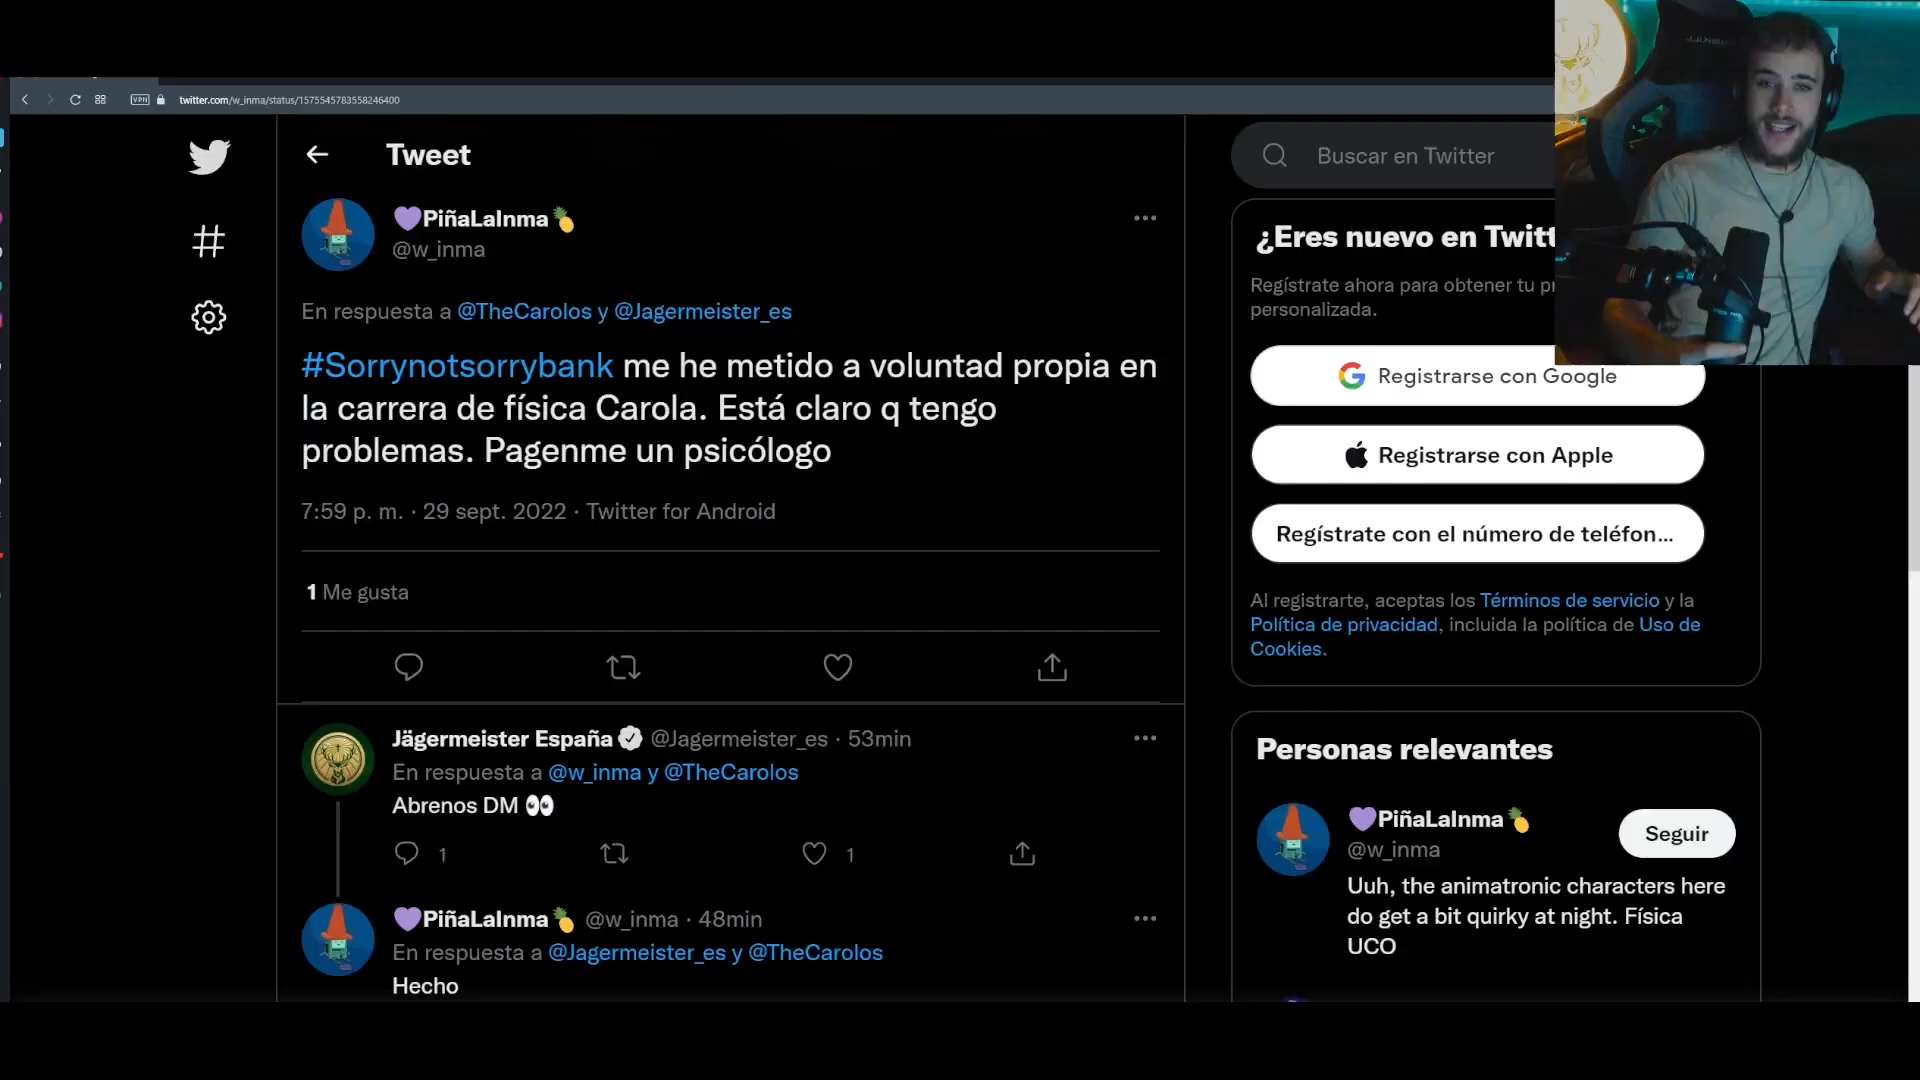 VPN
twitter.com/w_inma/status/1575545783558246400
Tweet
💜PiñaLaInma🍍
@w_inma
En respuesta a @TheCarolos y @Jagermeister_es
#Sorrynotsorrybank me he metido a voluntad propia en
la carrera de física Carola. Está claro q tengo
problemas. Pagenme un psicólogo
7:59 p. m. · 29 sept. 2022 · Twitter for Android
1 Me gusta
Jägermeister España @Jagermeister_es · 53min
En respuesta a @w_inma y @TheCarolos
Abrenos DM 👀
1
1
💜PiñaLaInma🍍 @w_inma · 48min
En respuesta a @Jagermeister_es y @TheCarolos
Hecho
Buscar en Twitter
¿Eres nuevo en Twitt
Regístrate ahora para obtener tu pr
personalizada.
Registrarse con Google
Registrarse con Apple
Regístrate con el número de teléfon...
Al registrarte, aceptas los Términos de servicio y la
Política de privacidad, incluida la política de Uso de
Cookies.
Personas relevantes
💜PiñaLaInma🍍
@w_inma
Seguir
Uuh, the animatronic characters here
do get a bit quirky at night. Física
UCO